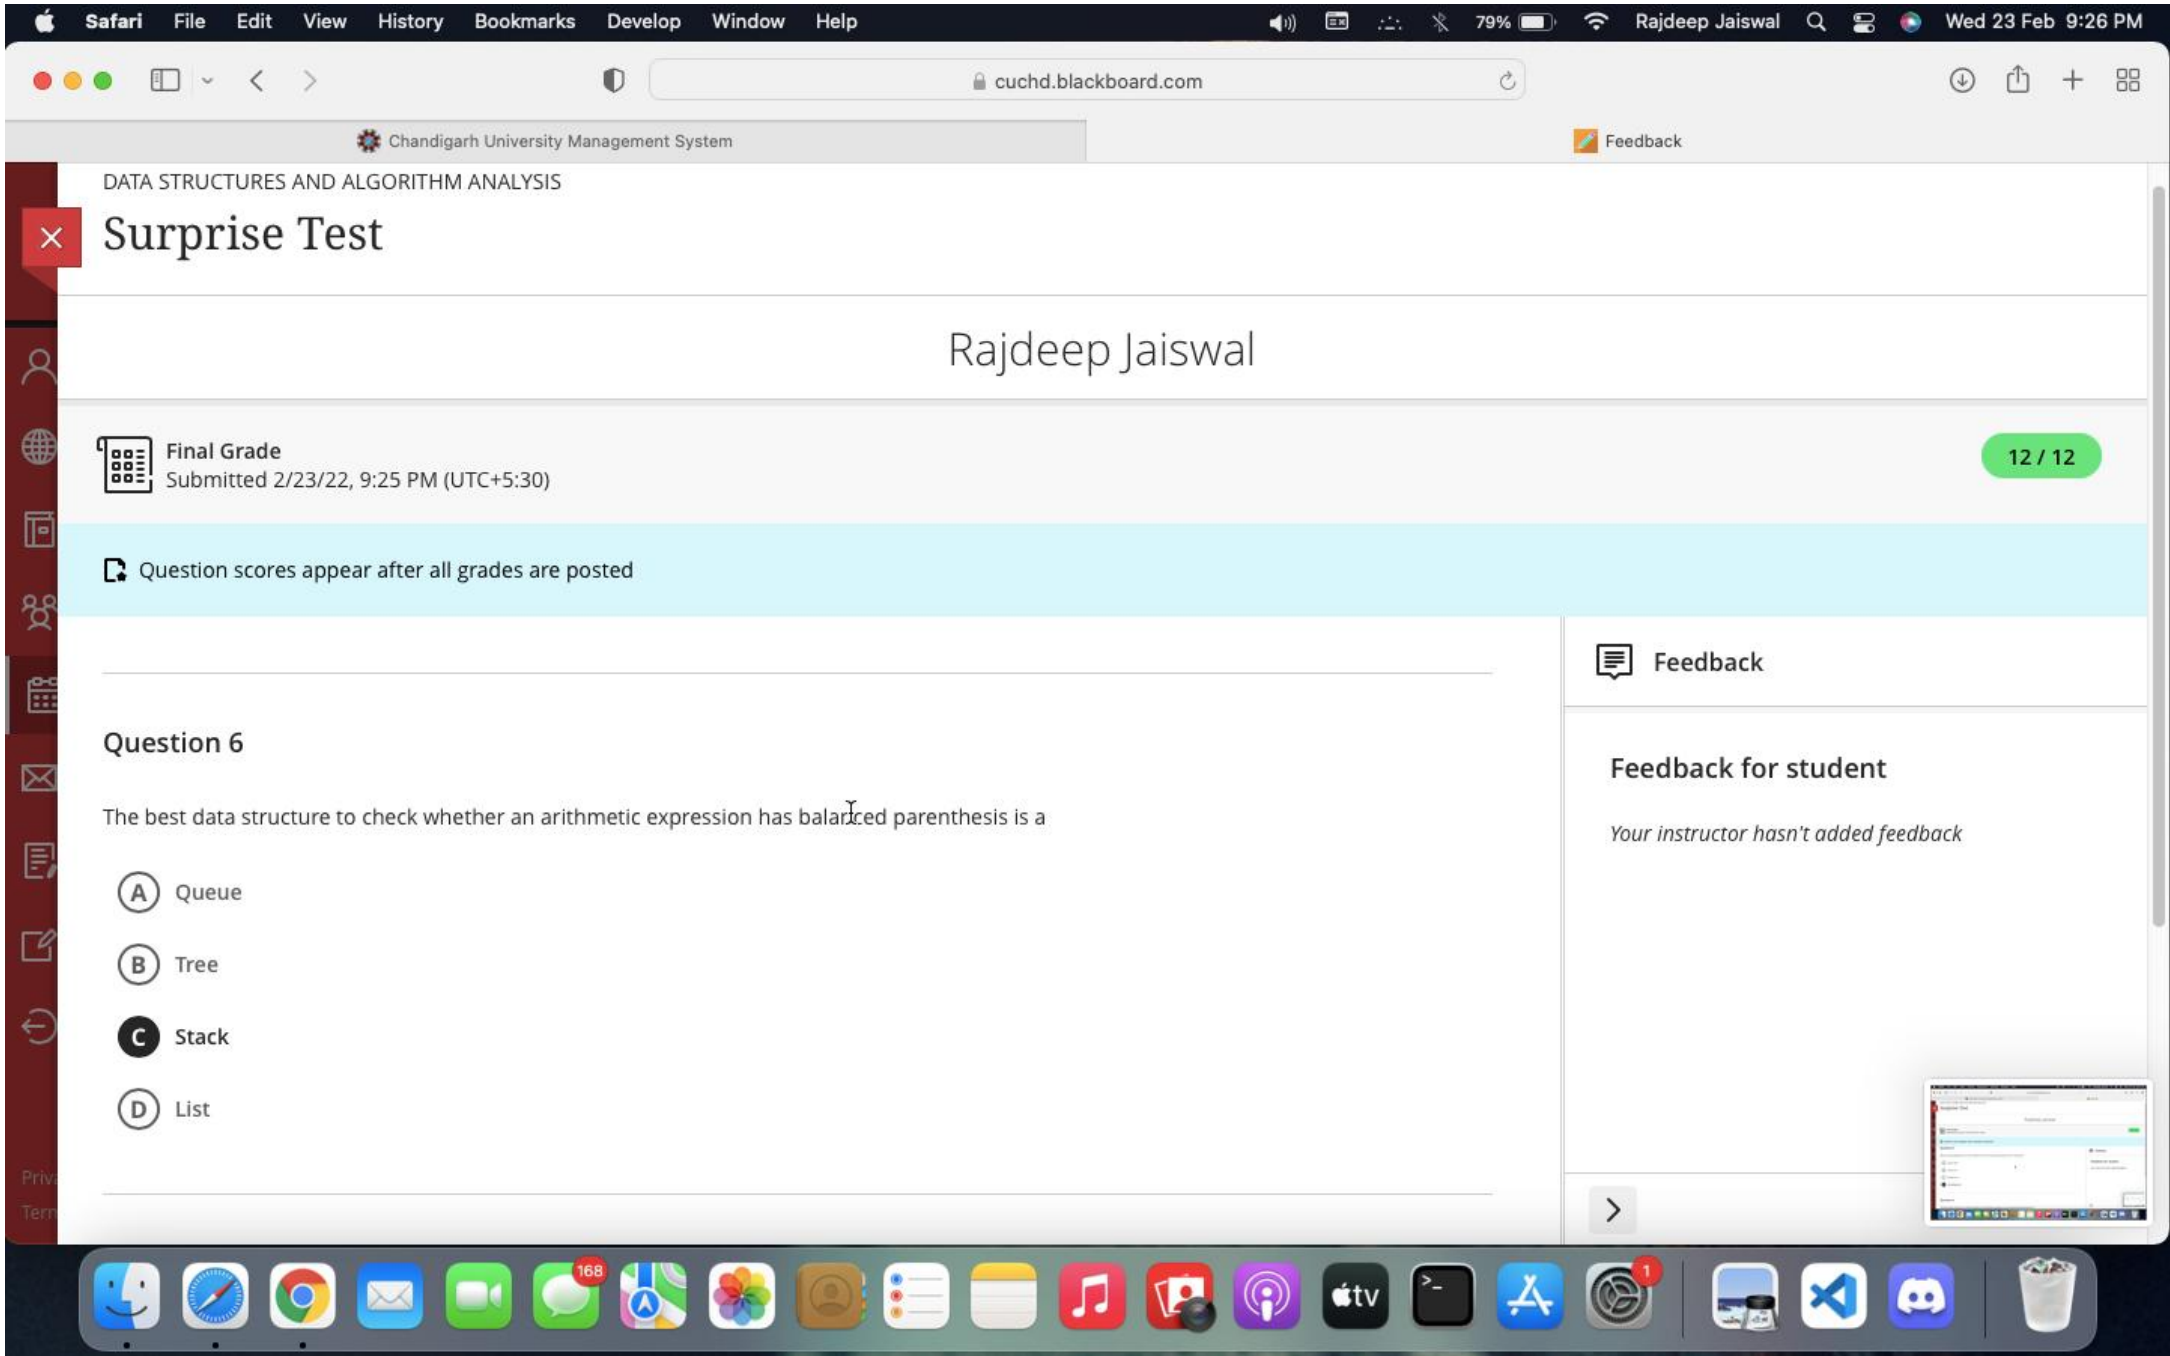 Safari File Edit View History Bookmarks Develop Window Help 79% Rajdeep Jaiswal Wed 23 Feb 9:26 PM
cuchd.blackboard.com
Chandigarh University Management System Feedback
DATA STRUCTURES AND ALGORITHM ANALYSIS
Surprise Test
Rajdeep Jaiswal
Final Grade
Submitted 2/23/22, 9:25 PM (UTC+5:30)
12 / 12
Question scores appear after all grades are posted
Feedback
Question 6
Feedback for student
The best data structure to check whether an arithmetic expression has balanced parenthesis is a
Your instructor hasn't added feedback
A Queue
B Tree
C Stack
D List
Priva
Tern
168
1
tv